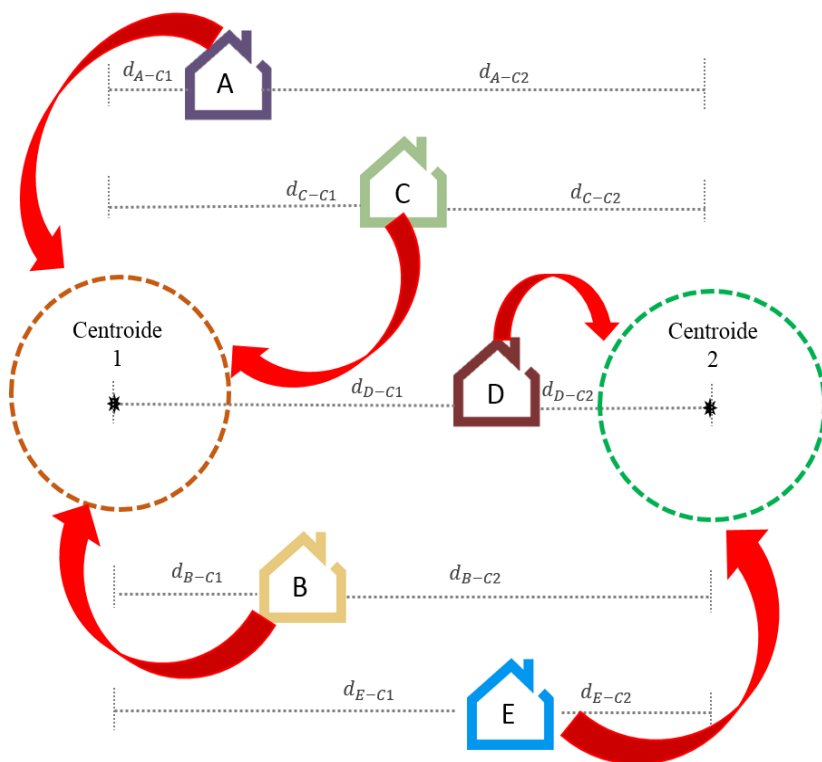 d_{A−C1} A d_{A−C2}
d_{C−C1} C d_{C−C2}
Centroide
1
Centroide
2
d_{D−C1} D d_{D−C2}
d_{B−C1} B d_{B−C2}
d_{E−C1} E d_{E−C2}